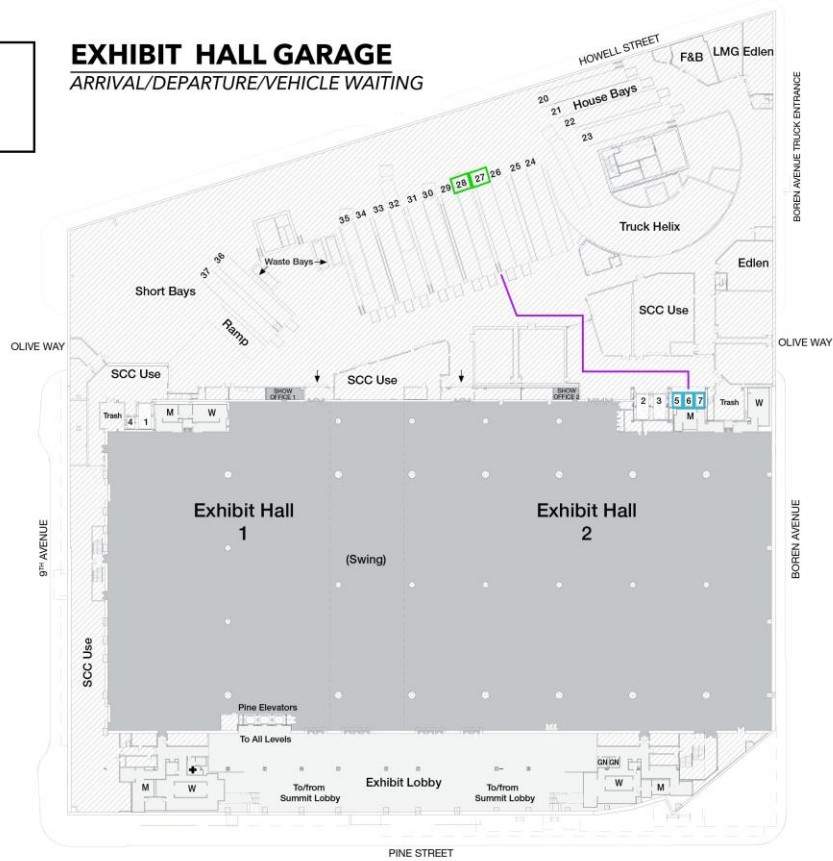 EXHIBIT HALL GARAGE
ARRIVAL/DEPARTURE/VEHICLE WAITING
HOWELL STREET
F&B
LMG
Edlen
BOREN AVENUE TRUCK ENTRANCE
20
21
House Bays
22
23
35
34
33
32
31
30
29
28
27
26
25
24
Truck Helix
37
36
Waste Bays
Short Bays
Ramp
Edlen
SCC Use
OLIVE WAY
OLIVE WAY
SCC Use
SCC Use
SHOW
OFFICE 1
SHOW
OFFICE 2
Trash
4
1
M
W
2
3
5
6
7
M
Trash
W
Exhibit Hall
1
(Swing)
Exhibit Hall
2
9TH AVENUE
BOREN AVENUE
SCC Use
Pine Elevators
To All Levels
Exhibit Lobby
To/from
Summit Lobby
To/from
Summit Lobby
M
W
GN GN
W
M
PINE STREET